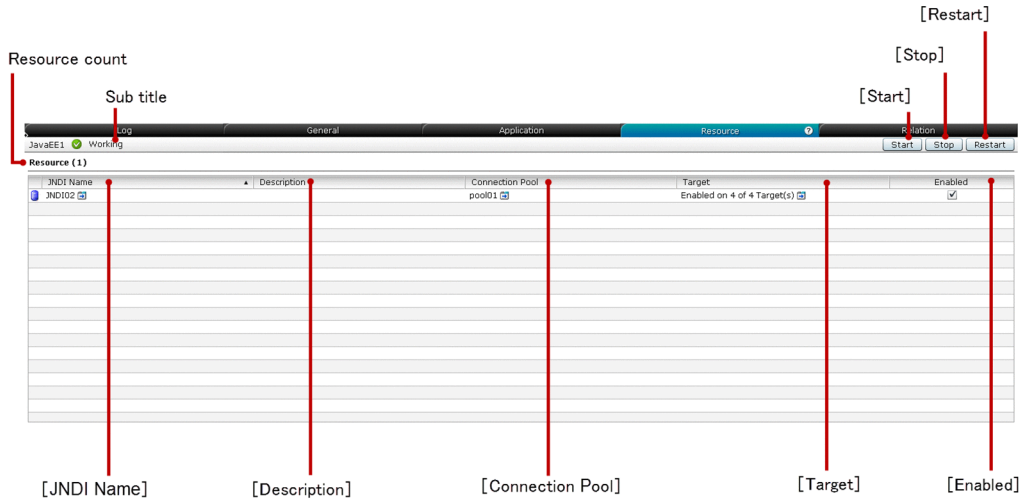 [Restart]
[Stop]
Resource count
Sub title
[Start]
Log General Application Resource ? Relation
JavaEE1 Working Start Stop Restart
Resource (1)
JNDI Name Description Connection Pool Target Enabled
JNDI02 pool01 Enabled on 4 of 4 Target(s)
[JNDI Name] [Description] [Connection Pool] [Target] [Enabled]